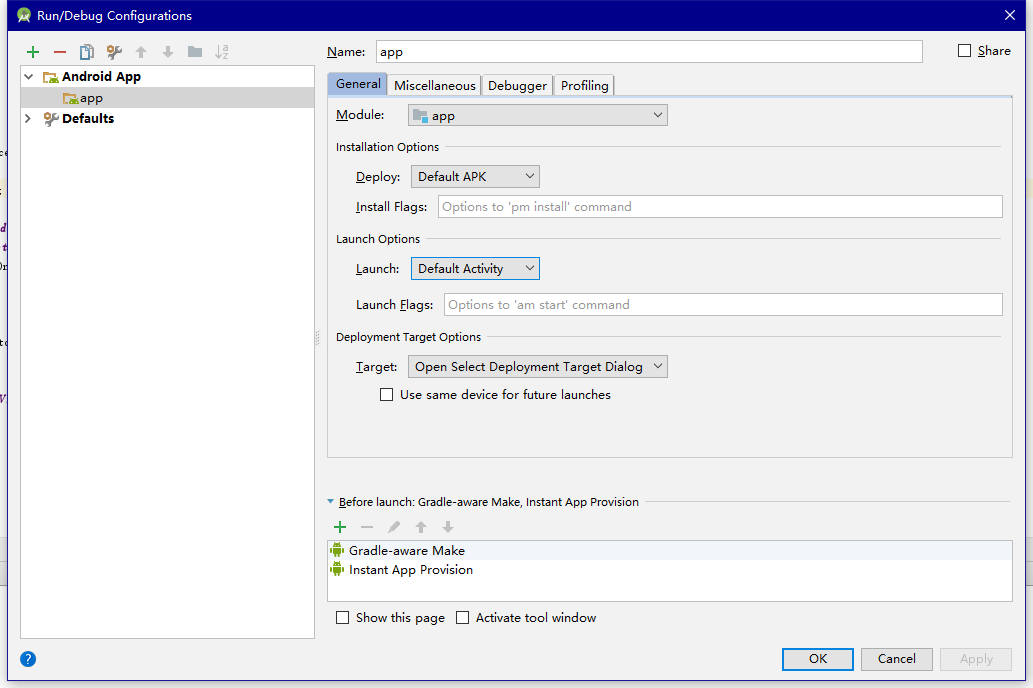 Run/Debug Configurations
Name: app
Share
Android App
app
Defaults
General Miscellaneous Debugger Profiling
Module: app
Installation Options
Deploy: Default APK
Install Flags: Options to 'pm install' command
Launch Options
Launch: Default Activity
Launch Flags: Options to 'am start' command
Deployment Target Options
Target: Open Select Deployment Target Dialog
Use same device for future launches
Before launch: Gradle-aware Make, Instant App Provision
Gradle-aware Make
Instant App Provision
Show this page Activate tool window
?
OK Cancel Apply